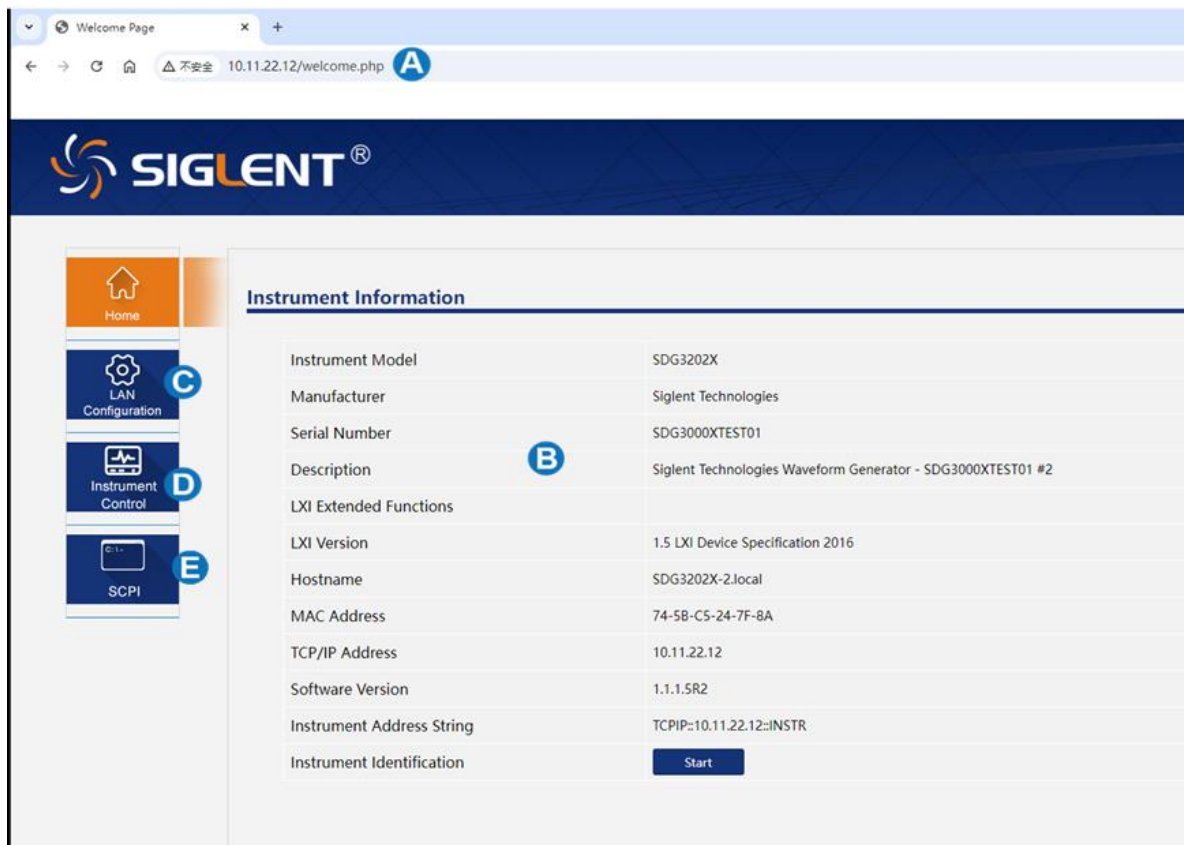 Welcome Page
不安全 10.11.22.12/welcome.php A
SIGLENT®
Home
LAN
Configuration
C
Instrument
Control
D
C:\-
SCPI
E
Instrument Information
B
Instrument Model SDG3202X
Manufacturer Siglent Technologies
Serial Number SDG3000XTEST01
Description Siglent Technologies Waveform Generator - SDG3000XTEST01 #2
LXI Extended Functions
LXI Version 1.5 LXI Device Specification 2016
Hostname SDG3202X-2.local
MAC Address 74-5B-C5-24-7F-8A
TCP/IP Address 10.11.22.12
Software Version 1.1.1.5R2
Instrument Address String TCPIP::10.11.22.12::INSTR
Instrument Identification Start